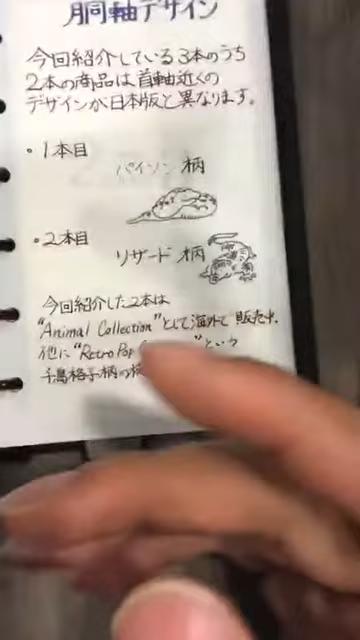 胴軸デザイン
今回紹介している3本のうち
2本の商品は首軸近くの
デザインが日本版と異なります。
・1本目
パイソン柄
・2本目
リザード柄
今回紹介した2本は
"Animal Collection"として海外で販売中.
他に"Retro Pop "という
千鳥格子柄の